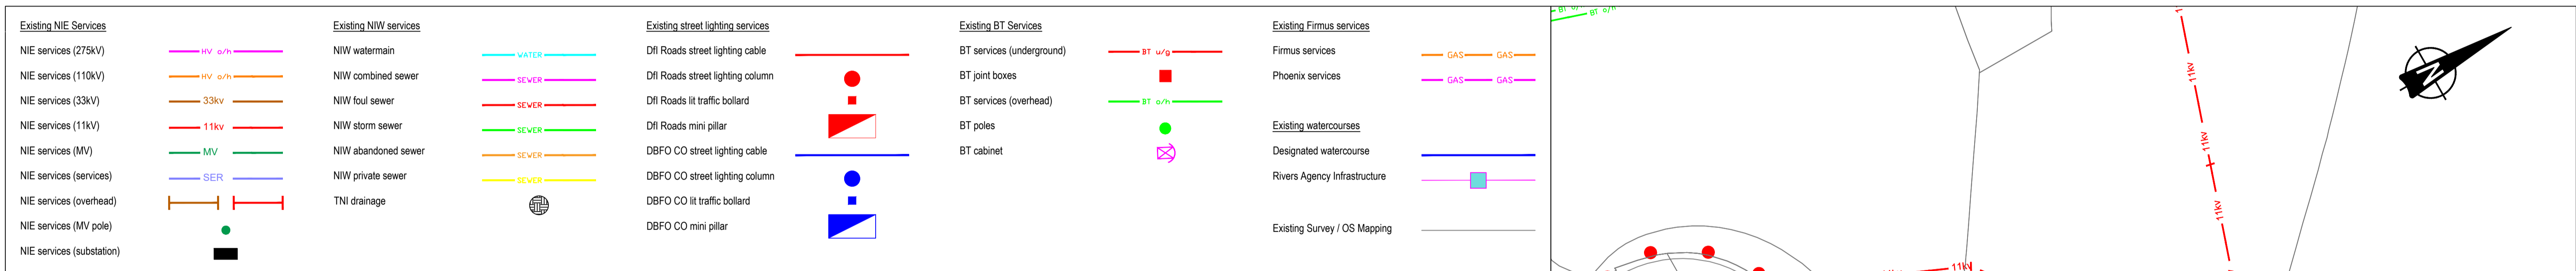 Existing NIE Services
NIE services (275kV) HV o/h
NIE services (110kV) HV o/h
NIE services (33kV) 33kv
NIE services (11kV) 11kv
NIE services (MV) MV
NIE services (services) SER
NIE services (overhead)
NIE services (MV pole)
NIE services (substation)
Existing NIW services
NIW watermain WATER
NIW combined sewer SEWER
NIW foul sewer SEWER
NIW storm sewer SEWER
NIW abandoned sewer SEWER
NIW private sewer SEWER
TNI drainage
Existing street lighting services
DfI Roads street lighting cable
DfI Roads street lighting column
DfI Roads lit traffic bollard
DfI Roads mini pillar
DBFO CO street lighting cable
DBFO CO street lighting column
DBFO CO lit traffic bollard
DBFO CO mini pillar
Existing BT Services
BT services (underground) BT u/g
BT joint boxes
BT services (overhead) BT o/h
BT poles
BT cabinet
Existing Firmus services
Firmus services GAS GAS
Phoenix services GAS GAS
Existing watercourses
Designated watercourse
Rivers Agency Infrastructure
Existing Survey / OS Mapping
BT o/h
BT o/h
11kv
11kv
11kv
11kv
N